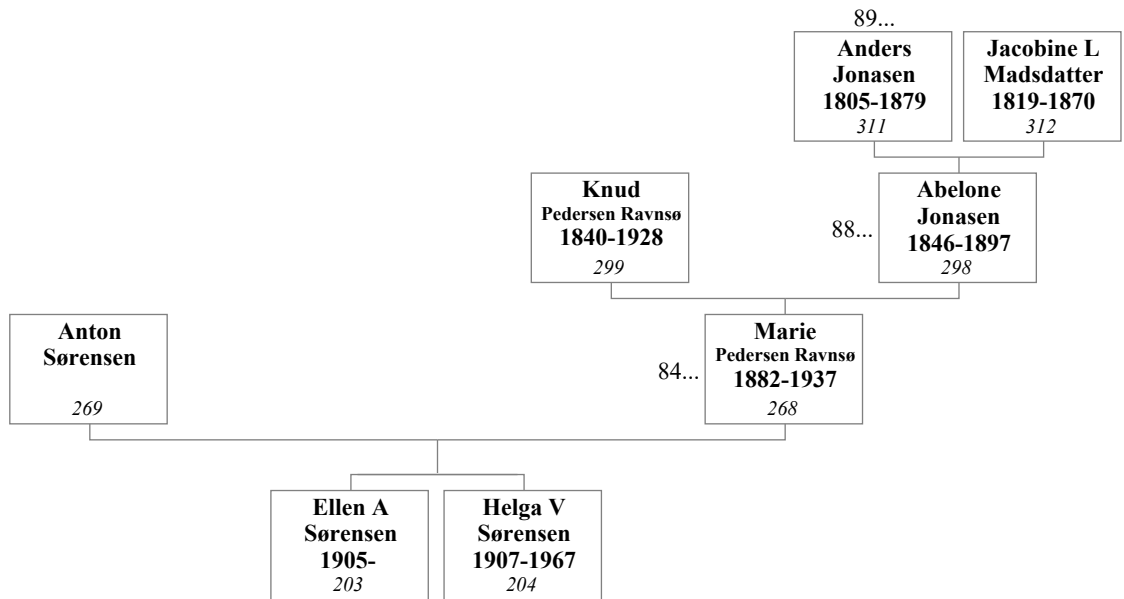 89...
Anders
Jonasen
1805-1879
311
Jacobine L
Madsdatter
1819-1870
312
Knud
Pedersen Ravnsø
1840-1928
299
88...
Abelone
Jonasen
1846-1897
298
Anton
Sørensen
269
84...
Marie
Pedersen Ravnsø
1882-1937
268
Ellen A
Sørensen
1905-
203
Helga V
Sørensen
1907-1967
204